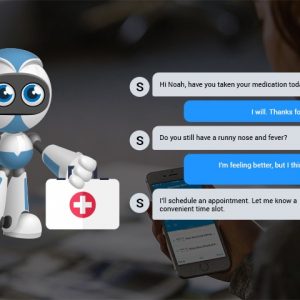 S
Hi Noah, have you taken your medication toda
I will. Thanks fo
S
Do you still have a runny nose and fever?
I'm feeling better, but I thi
S
I'll schedule an appointment. Let me know a
convenient time slot.